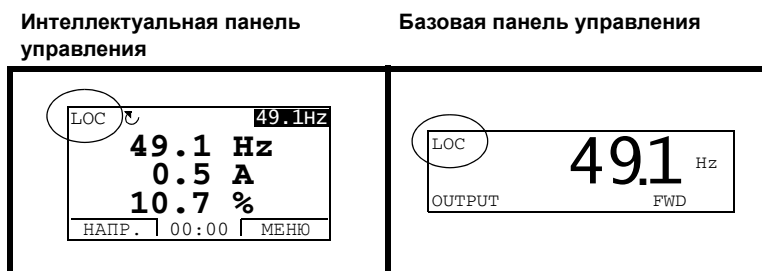 Интеллектуальная панель
управления
Базовая панель управления
LOC ↻ 49.1Hz
49.1 Hz
0.5 A
10.7 %
НАПР. 00:00 МЕНЮ
LOC
49.1 Hz
OUTPUT FWD